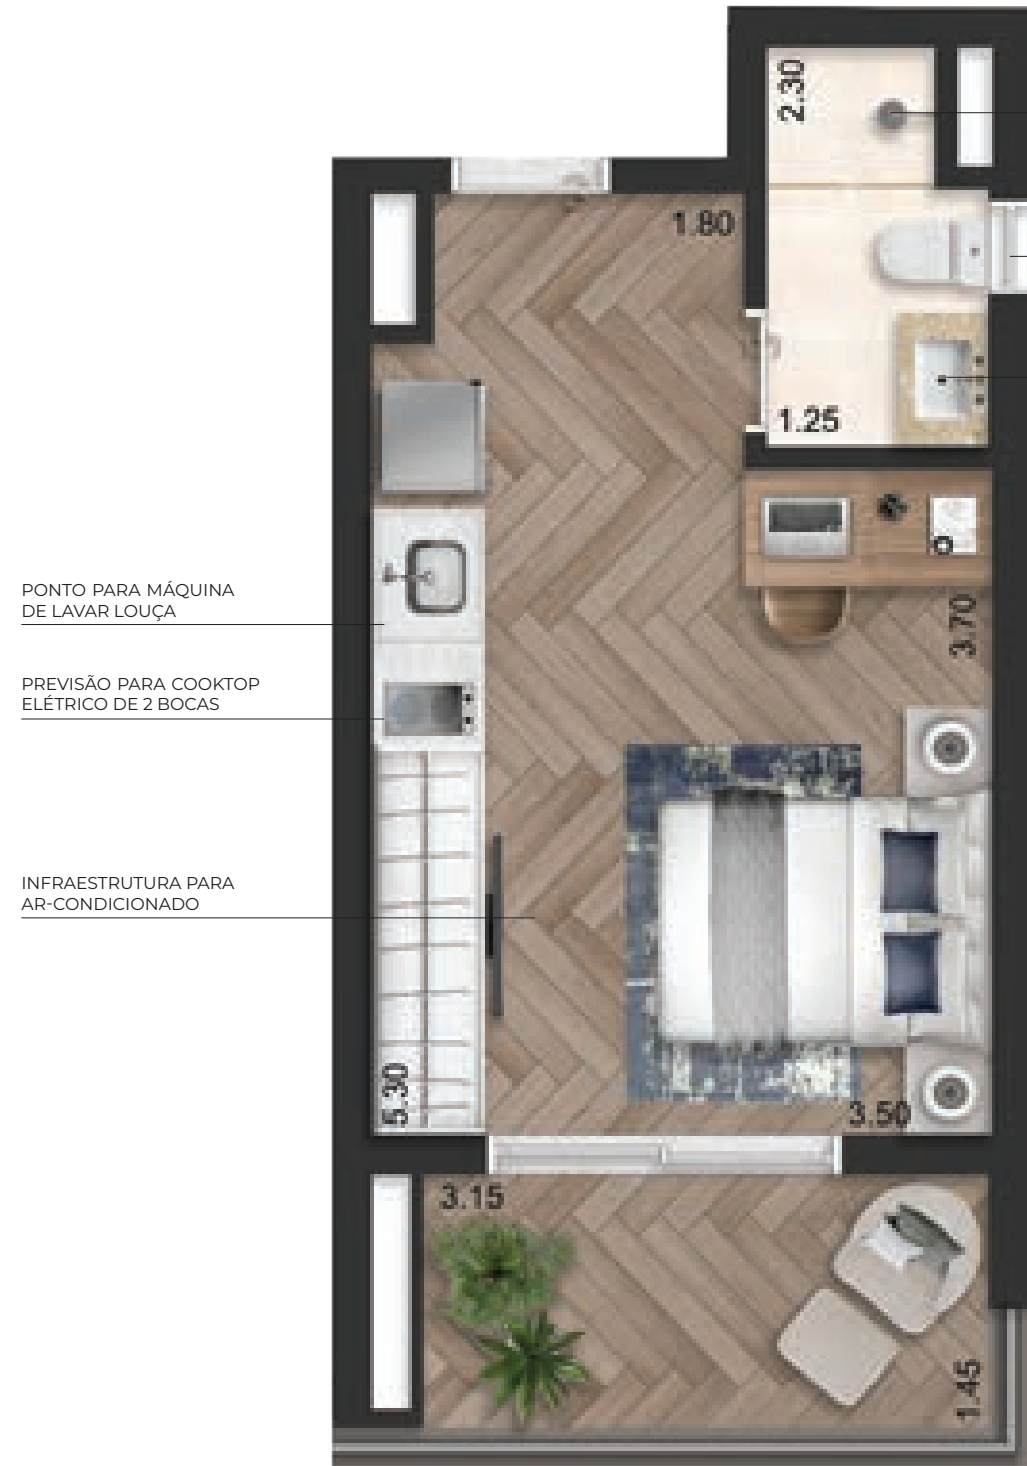 2.30
1.80
1.25
PONTO PARA MÁQUINA
DE LAVAR LOUÇA
3.70
PREVISÃO PARA COOKTOP
ELÉTRICO DE 2 BOCAS
INFRAESTRUTURA PARA
AR-CONDICIONADO
5.30
3.50
3.15
1.45